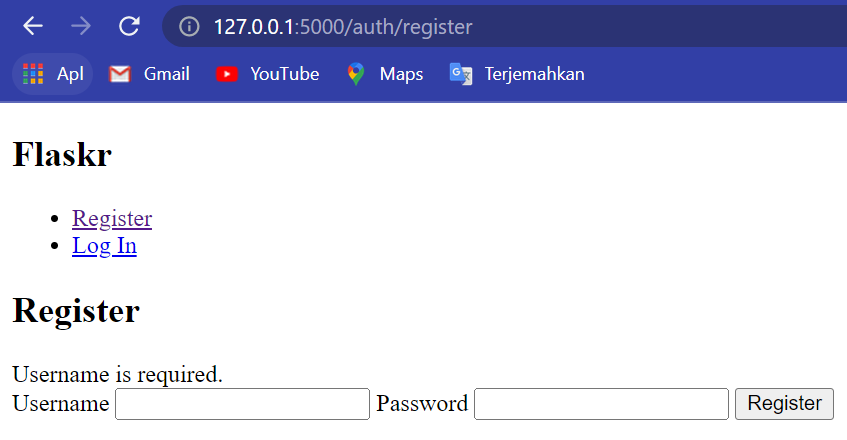 127.0.0.1:5000/auth/register
Apl Gmail YouTube Maps Terjemahkan
Flaskr
Register
Log In
Register
Username is required.
Username Password Register